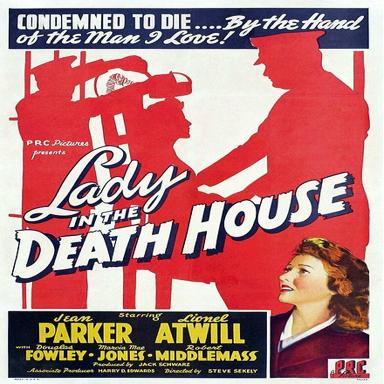 CONDEMNED TO DIE .... By the Hand
of the Man I Love!
PRC Pictures
presents
Lady
IN THE
DEATH HOUSE
Starring
Jean Lionel
PARKER ATWILL
with Douglas Marcia Mae Robert
FOWLEY · JONES · MIDDLEMASS
Produced by JACK SCHWARZ
Associate Producer HARRY D. EDWARDS Directed by STEVE SEKELY
PRC